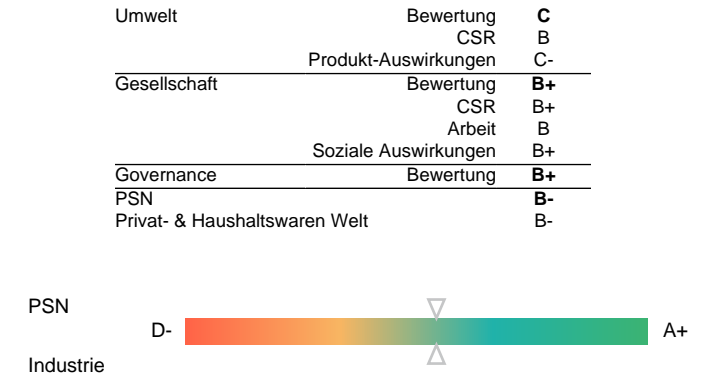 Umwelt Bewertung C
CSR B
Produkt-Auswirkungen C-
Gesellschaft Bewertung B+
CSR B+
Arbeit B
Soziale Auswirkungen B+
Governance Bewertung B+
PSN B-
Privat- & Haushaltswaren Welt B-
PSN
D- A+
Industrie